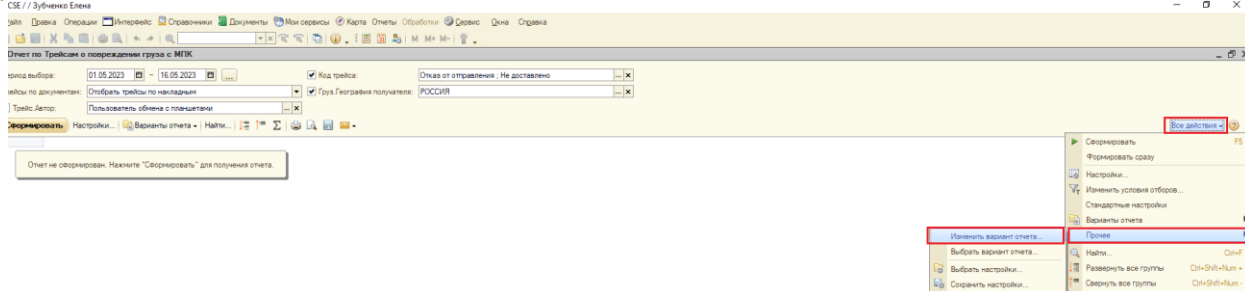 CSE / / Зубченко Елена
Файл Правка Операции Интерфейс Справочники Документы Мои сервисы Карта Отчеты Обработки Сервис Окна Справка
M M+ M-
Отчет по Трейсам о повреждении груза с МПК
ериод выбора: 01.05.2023 - 16.05.2023 ... Код трейса: Отказ от отправления ; Не доставлено ... x
рейсы по документам: Отобрать трейсы по накладным Груз.География получателя: РОССИЯ ... x
Трейс Автор: Пользователь обмена с планшетами ... x
Сформировать Настройки... Варианты отчета Найти... Все действия
Отчет не сформирован. Нажмите "Сформировать" для получения отчета.
Сформировать F5
Формировать сразу
Настройки...
Изменить условия отборов...
Стандартные настройки
Варианты отчета
Изменить вариант отчета... Прочее
Выбрать вариант отчета... Найти... Ctrl+F
Выбрать настройки... Развернуть все группы Ctrl+Shift+Num +
Сохранить настройки... Свернуть все группы Ctrl+Shift+Num -